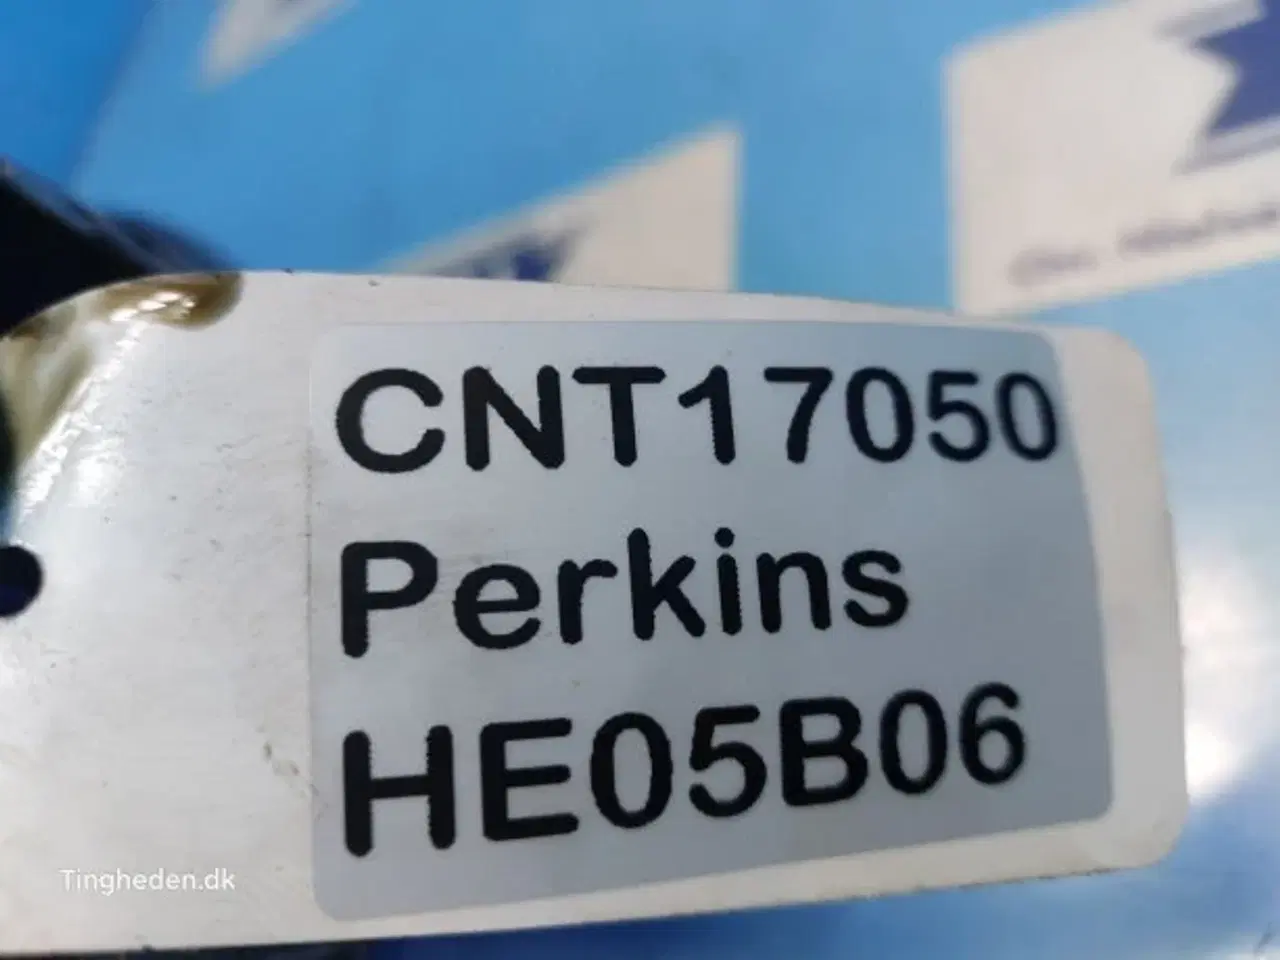 CNT17050
Perkins
HE05B06
Tingheden.dk